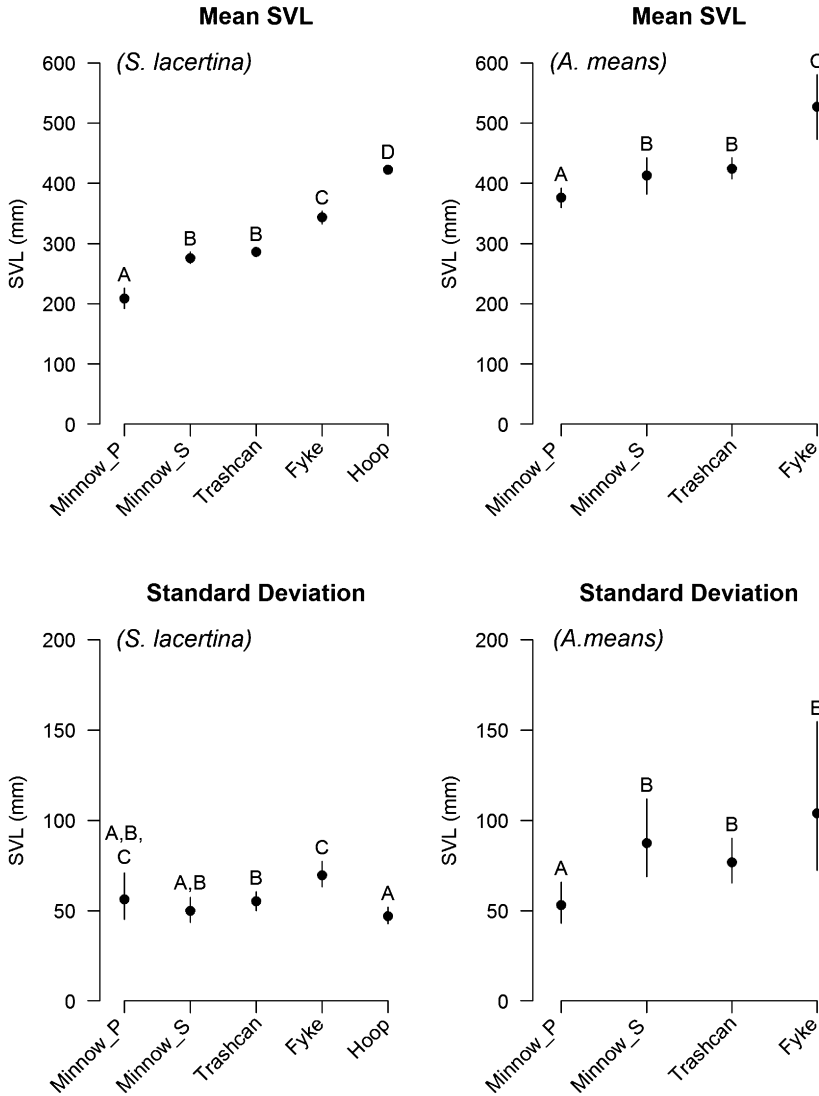 Mean SVL
(S. lacertina)
SVL (mm)
600
500
400
300
200
100
0
A
B
B
C
D
Minnow_P
Minnow_S
Trashcan
Fyke
Hoop
Mean SVL
(A. means)
SVL (mm)
600
500
400
300
200
100
0
A
B
B
C
Minnow_P
Minnow_S
Trashcan
Fyke
Standard Deviation
(S. lacertina)
SVL (mm)
200
150
100
50
0
A,B,
C
A,B
B
C
A
Minnow_P
Minnow_S
Trashcan
Fyke
Hoop
Standard Deviation
(A.means)
SVL (mm)
200
150
100
50
0
A
B
B
B
Minnow_P
Minnow_S
Trashcan
Fyke